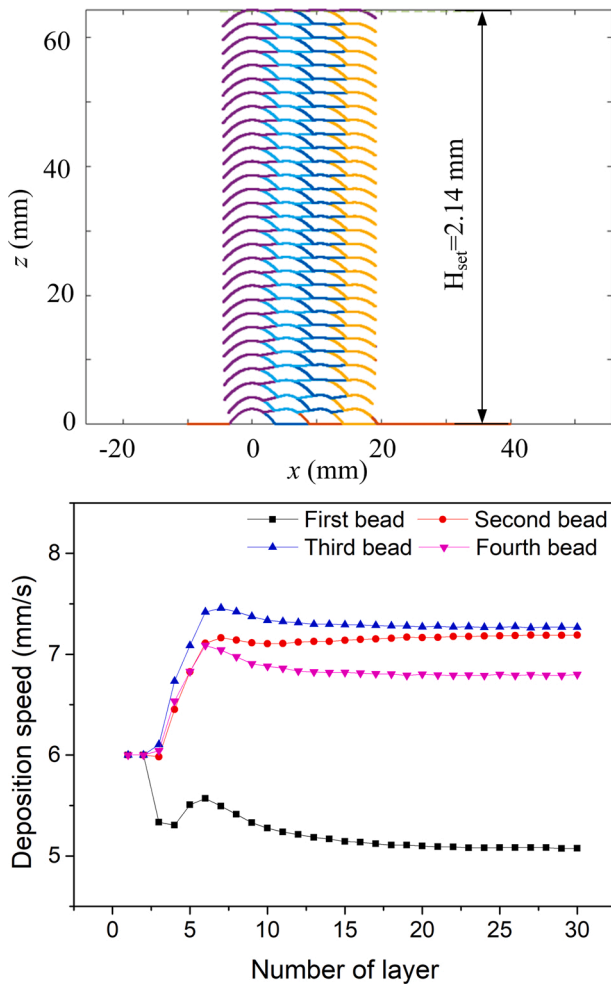 60
40
20
0
z (mm)
H_set=2.14 mm
-20 0 20 40
x (mm)
First bead Second bead
Third bead Fourth bead
8
7
6
5
Deposition speed (mm/s)
0 5 10 15 20 25 30
Number of layer